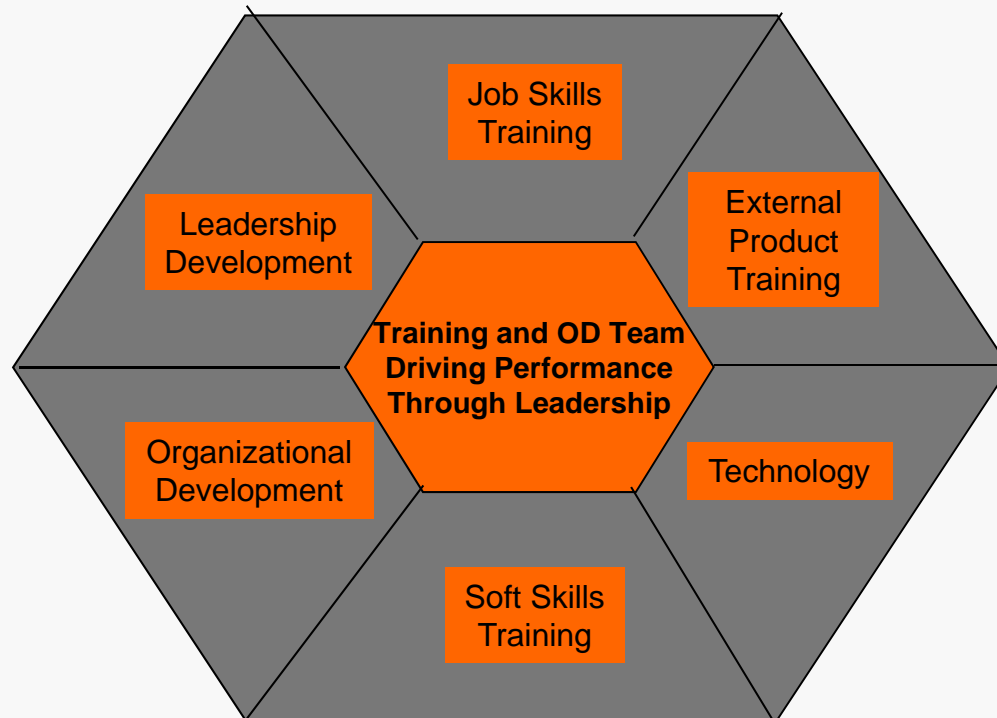 Job Skills
Training
External
Product
Training
Leadership
Development
Training and OD Team
Driving Performance
Through Leadership
Organizational
Development
Technology
Soft Skills
Training